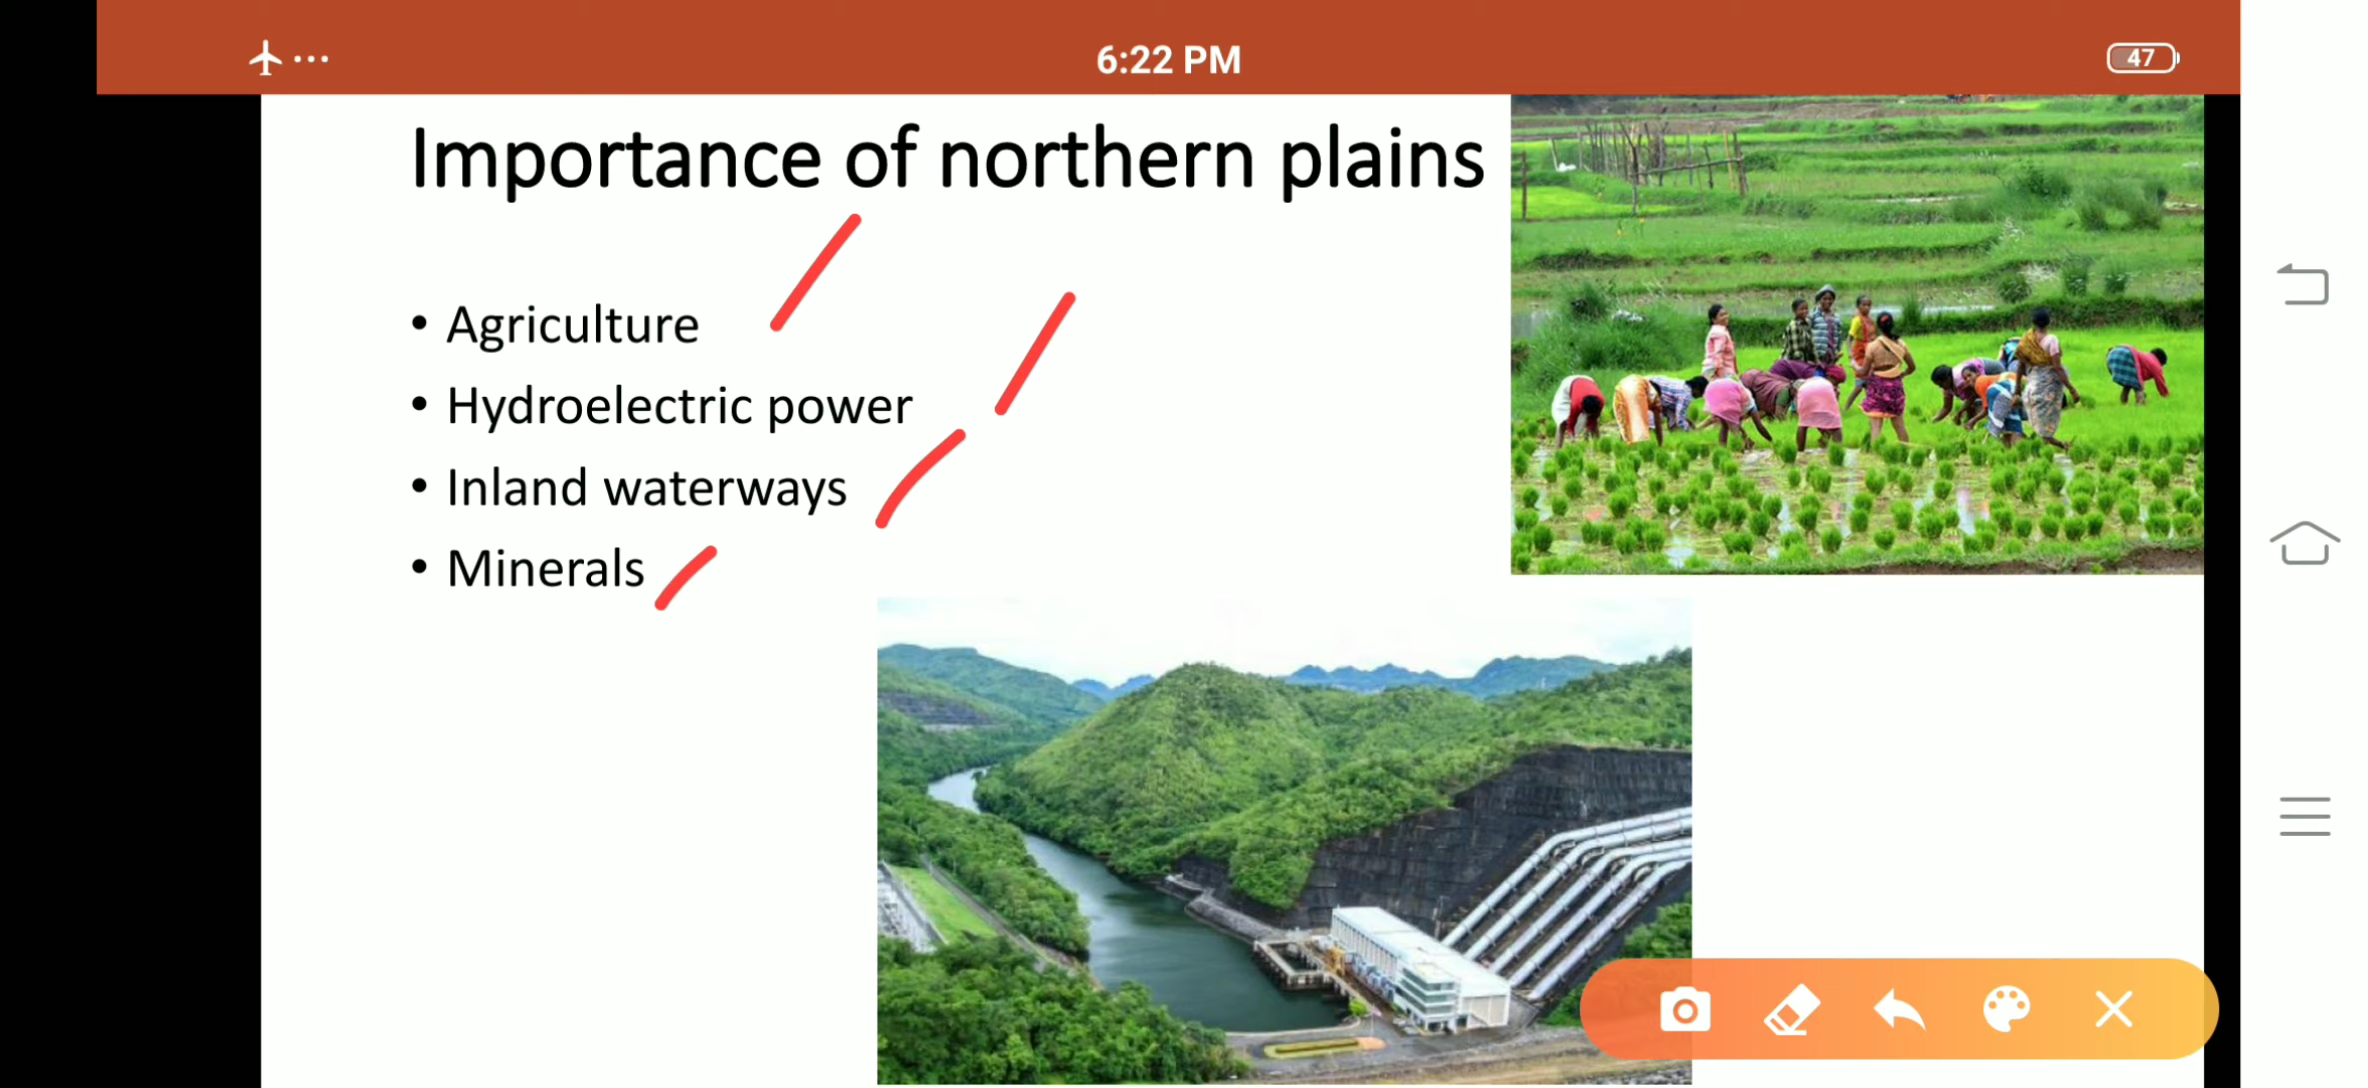 6:22 PM
47
Importance of northern plains
• Agriculture
• Hydroelectric power
• Inland waterways
• Minerals